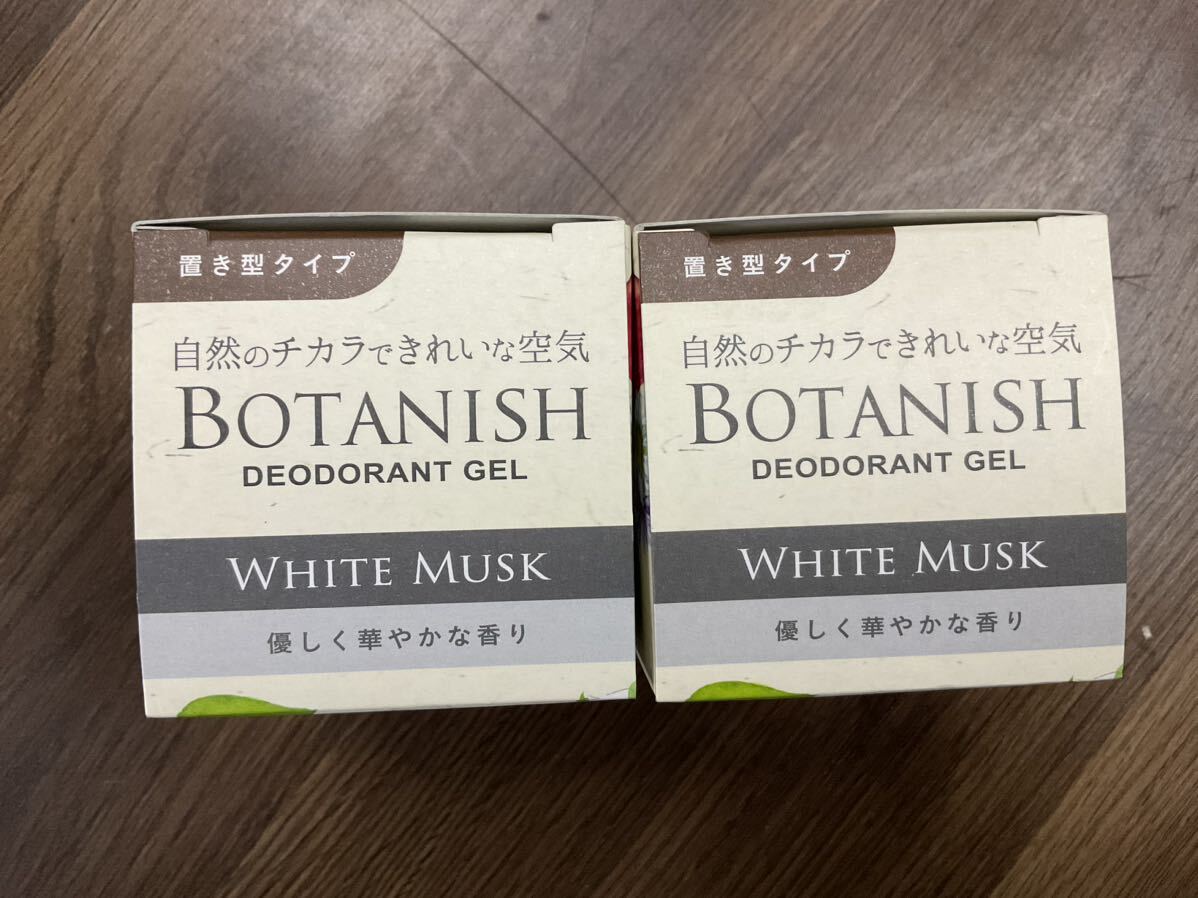 置き型タイプ
自然のチカラできれいな空気
BOTANISH
DEODORANT GEL
WHITE MUSK
優しく華やかな香り
置き型タイプ
自然のチカラできれいな空気
BOTANISH
DEODORANT GEL
WHITE MUSK
優しく華やかな香り